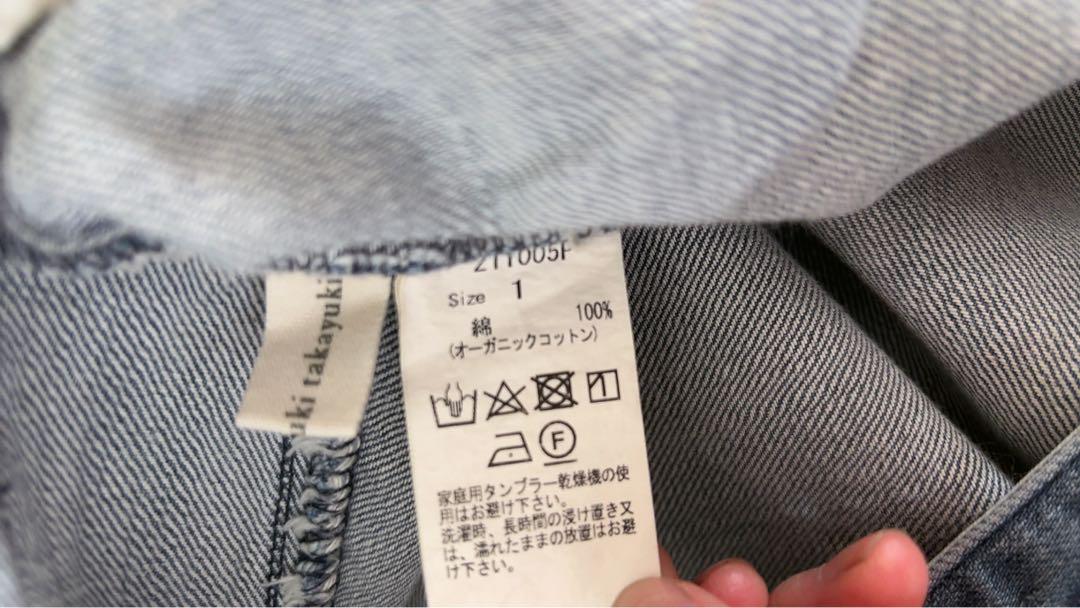 uki takayuki
Size 1
綿 100%
(オーガニックコットン)
F
家庭用タンブラー乾燥機の使
用はお避け下さい。
洗濯時、長時間の浸け置き又
は、濡れたままの放置はお避
け下さい。